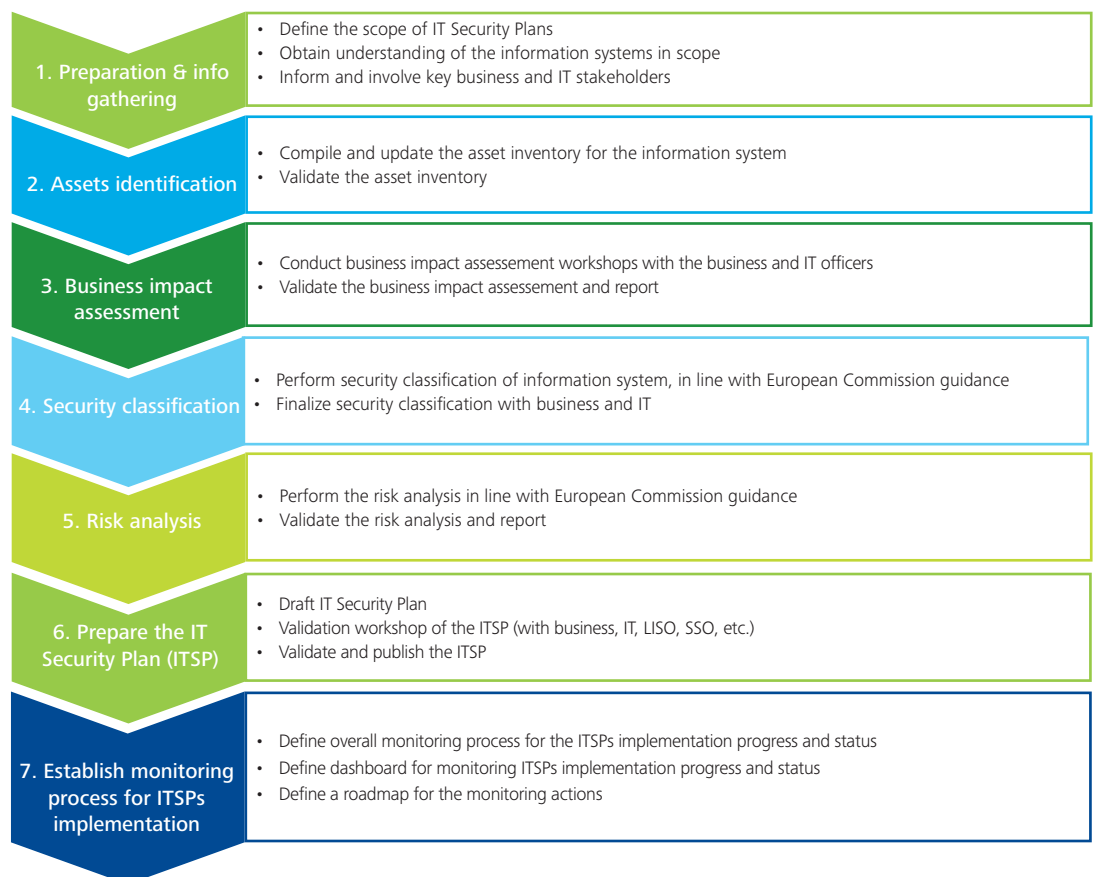 1. Preparation & info
gathering
• Define the scope of IT Security Plans
• Obtain understanding of the information systems in scope
• Inform and involve key business and IT stakeholders
2. Assets identification
• Compile and update the asset inventory for the information system
• Validate the asset inventory
3. Business impact
assessment
• Conduct business impact assessement workshops with the business and IT officers
• Validate the business impact assessement and report
4. Security classification
• Perform security classification of information system, in line with European Commission guidance
• Finalize security classification with business and IT
5. Risk analysis
• Perform the risk analysis in line with European Commission guidance
• Validate the risk analysis and report
6. Prepare the IT
Security Plan (ITSP)
• Draft IT Security Plan
• Validation workshop of the ITSP (with business, IT, LISO, SSO, etc.)
• Validate and publish the ITSP
7. Establish monitoring
process for ITSPs
implementation
• Define overall monitoring process for the ITSPs implementation progress and status
• Define dashboard for monitoring ITSPs implementation progress and status
• Define a roadmap for the monitoring actions